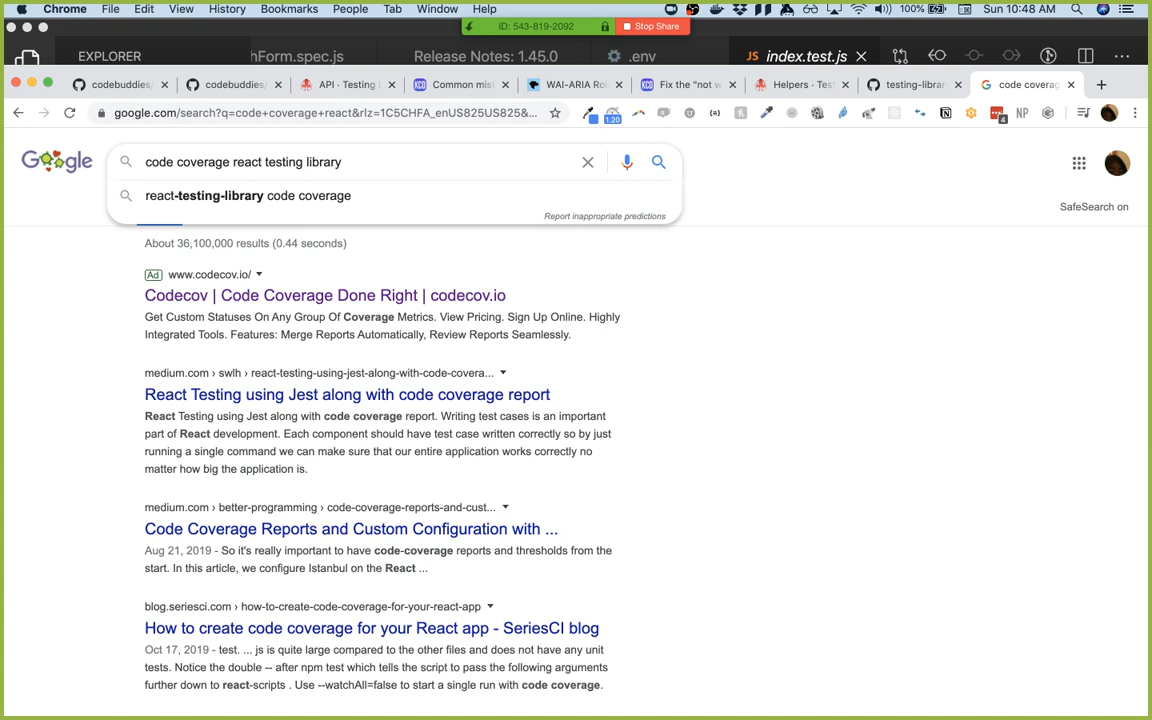 Chrome File Edit View History Bookmarks People Tab Window Help 100% Sun 10:48 AM
ID: 543-819-2092 Stop Share
EXPLORER hForm.spec.js Release Notes: 1.45.0 .env JS index.test.js
codebuddies/ codebuddies/ API · Testing Common mis WAI-ARIA Ro Fix the "not w Helpers · Test testing-librar code coverag
google.com/search?q=code+coverage+react&rlz=1C5CHFA_enUS825US825&... 1.20 4 NP
Google
code coverage react testing library
react-testing-library code coverage
Report inappropriate predictions
SafeSearch on
About 36,100,000 results (0.44 seconds)
Ad www.codecov.io/
Codecov | Code Coverage Done Right | codecov.io
Get Custom Statuses On Any Group Of Coverage Metrics. View Pricing. Sign Up Online. Highly
Integrated Tools. Features: Merge Reports Automatically, Review Reports Seamlessly.
medium.com › swlh › react-testing-using-jest-along-with-code-covera...
React Testing using Jest along with code coverage report
React Testing using Jest along with code coverage report. Writing test cases is an important
part of React development. Each component should have test case written correctly so by just
running a single command we can make sure that our entire application works correctly no
matter how big the application is.
medium.com › better-programming › code-coverage-reports-and-cust...
Code Coverage Reports and Custom Configuration with ...
Aug 21, 2019 - So it's really important to have code-coverage reports and thresholds from the
start. In this article, we configure Istanbul on the React ...
blog.seriesci.com › how-to-create-code-coverage-for-your-react-app
How to create code coverage for your React app - SeriesCI blog
Oct 17, 2019 - test. ... js is quite large compared to the other files and does not have any unit
tests. Notice the double -- after npm test which tells the script to pass the following arguments
further down to react-scripts . Use --watchAll=false to start a single run with code coverage.